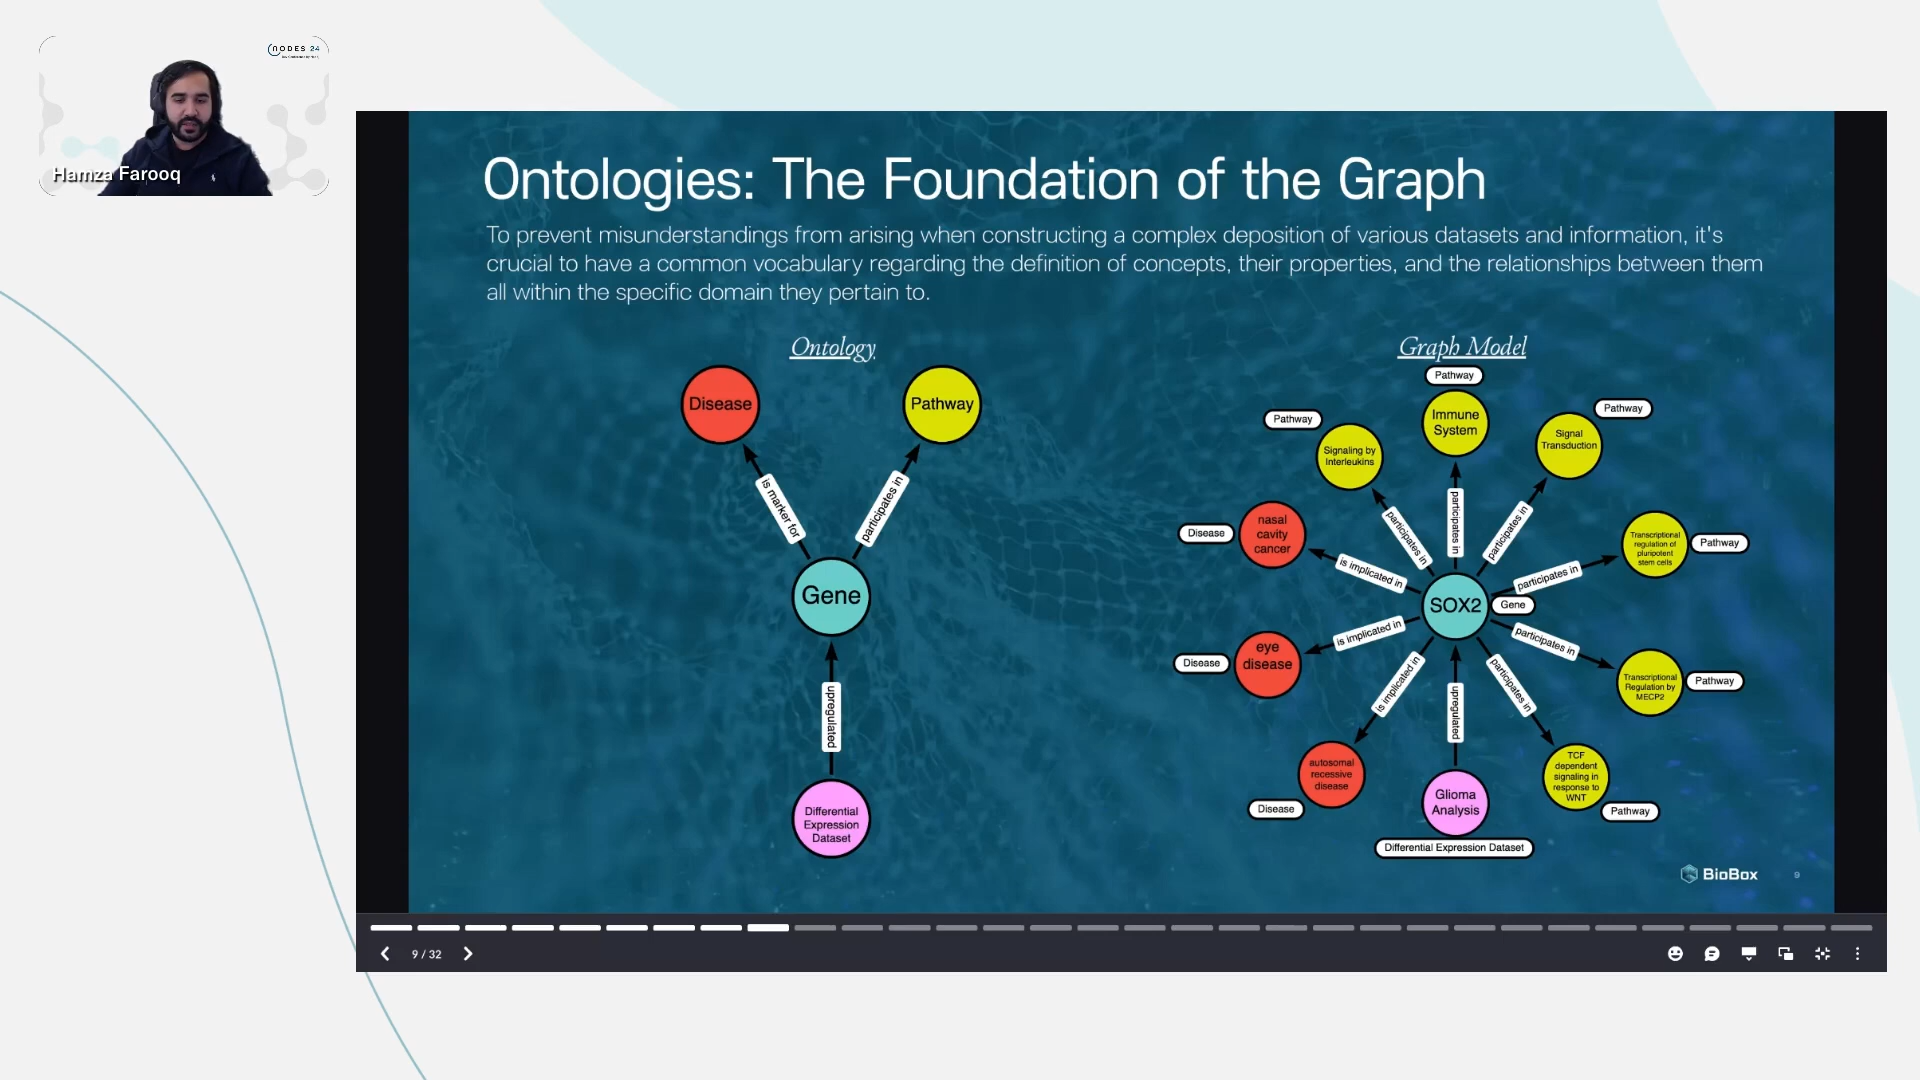 NODES 24
Hamza Farooq
Ontologies: The Foundation of the Graph
To prevent misunderstandings from arising when constructing a complex deposition of various datasets and information, it's
crucial to have a common vocabulary regarding the definition of concepts, their properties, and the relationships between them
all within the specific domain they pertain to.
Ontology
Disease
Pathway
is marker for
participates in
Gene
upregulated
Differential
Expression
Dataset
Graph Model
Pathway
Immune
System
Pathway
Signaling by
Interleukins
Pathway
Signal
Transduction
participates in
participates in
participates in
Disease
nasal
cavity
cancer
is implicated in
Transcriptional
regulation of
pluripotent
stem cells
Pathway
participates in
SOX2
Gene
Disease
eye
disease
is implicated in
participates in
Transcriptional
Regulation by
MECP2
Pathway
is implicated in
upregulated
participates in
autosomal
recessive
disease
Disease
Glioma
Analysis
Differential Expression Dataset
TCF
dependent
signaling in
response to
WNT
Pathway
BioBox
9
9 / 32